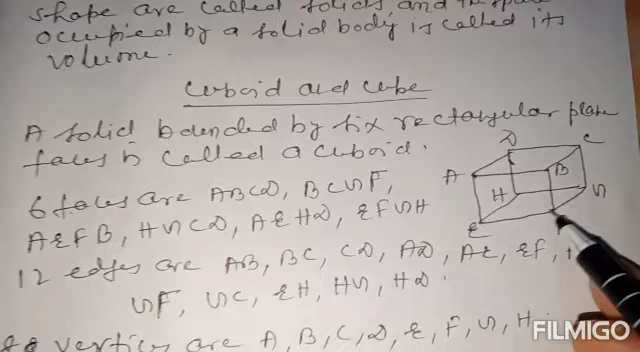 shape are called solids and the space
occupied by a solid body is called its
volume.
Cuboid and cube
A solid bounded by six rectangular plane
faces is called a cuboid.
6 faces are ABCD, BCGF,
AEFB, HGCD, AEHD, EFGH
12 edges are AB, BC, CD, AD, AE, EF,
GF, GC, EH, HG, HD.
vertices are A, B, C, D, E, F, G, H
D
C
A
B
H
G
E
FILMIGO